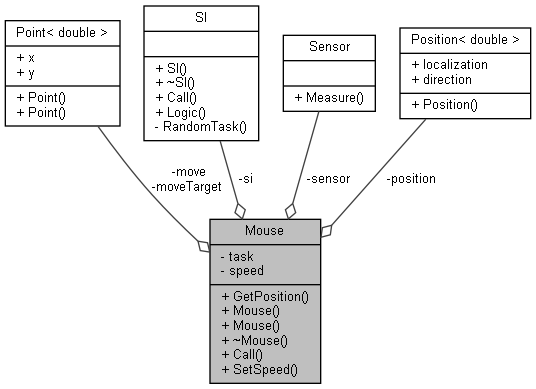 Point< double >
+ x
+ y
+ Point()
+ Point()
SI
+ SI()
+ ~SI()
+ Call()
+ Logic()
- RandomTask()
Sensor
+ Measure()
Position< double >
+ localization
+ direction
+ Position()
-move
-moveTarget
-si
-sensor
-position
Mouse
- task
- speed
+ GetPosition()
+ Mouse()
+ Mouse()
+ ~Mouse()
+ Call()
+ SetSpeed()